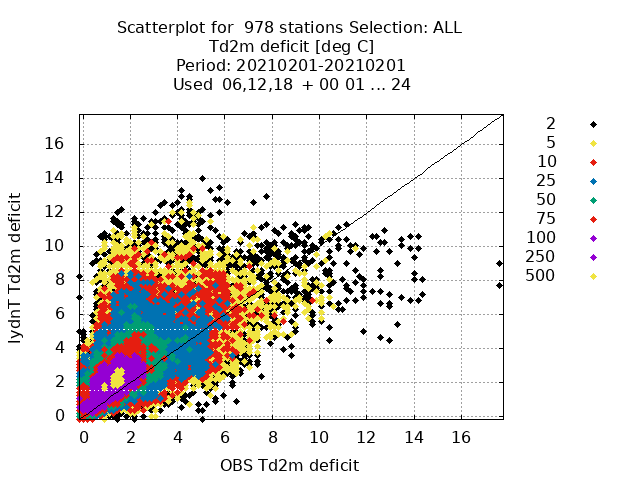 Scatterplot for  978 stations Selection: ALL
Td2m deficit [deg C]
Period: 20210201-20210201
Used  06,12,18  + 00 01 ... 24
2
5
10
25
50
75
100
250
500
16
14
12
10
8
6
4
2
0
lydnT Td2m deficit
0 2 4 6 8 10 12 14 16
OBS Td2m deficit